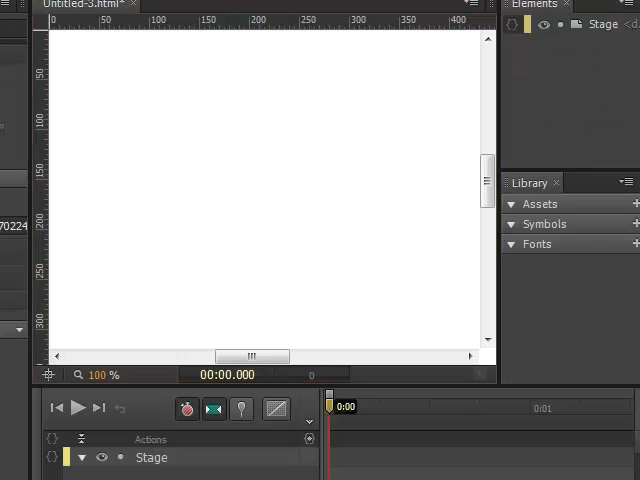 Untitled-3.html*
Elements
0 50 100 150 200 250 300 350 400
{} Stage <d.
50
100
150
200
250
300
70224
Library
Assets
Symbols
Fonts
100 %
00:00.000
0
0:00
0:01
{} Actions
{} Stage